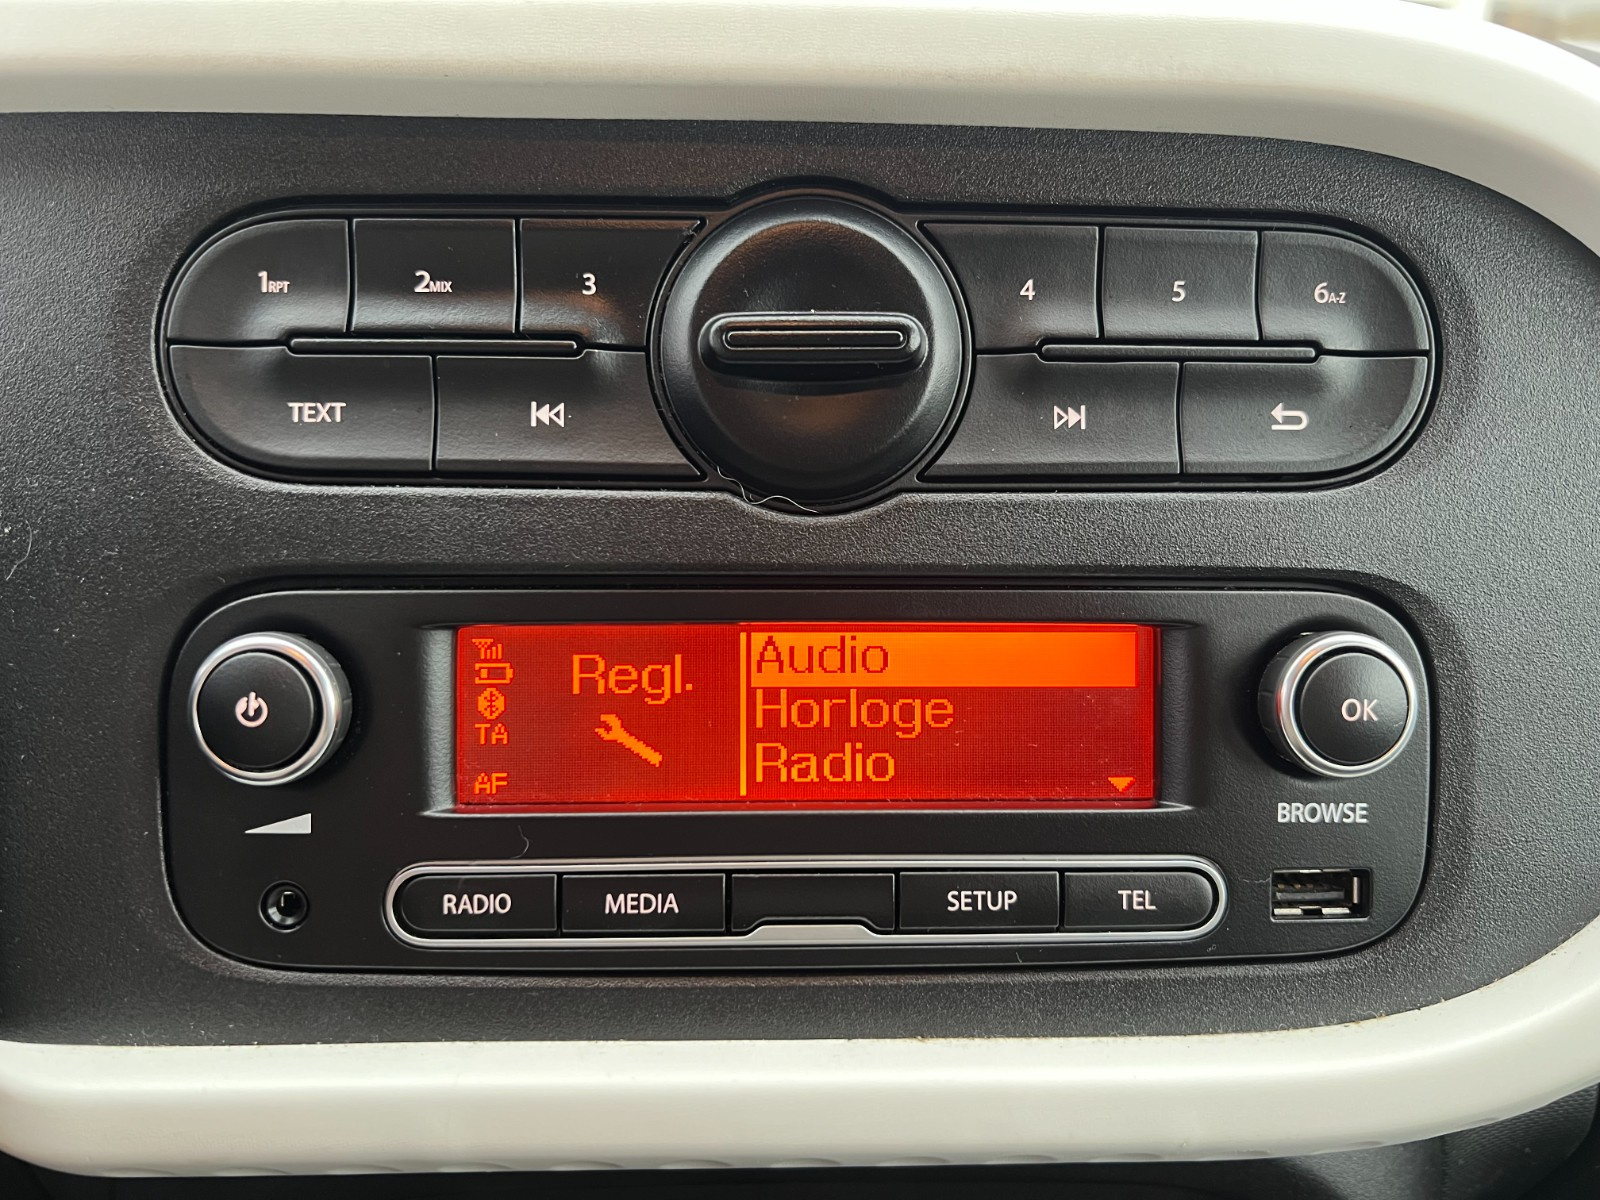 1RPT 2MIX 3 4 5 6A-Z
TEXT
Regl.
Audio
Horloge
Radio
TA
AF
OK
BROWSE
RADIO MEDIA SETUP TEL